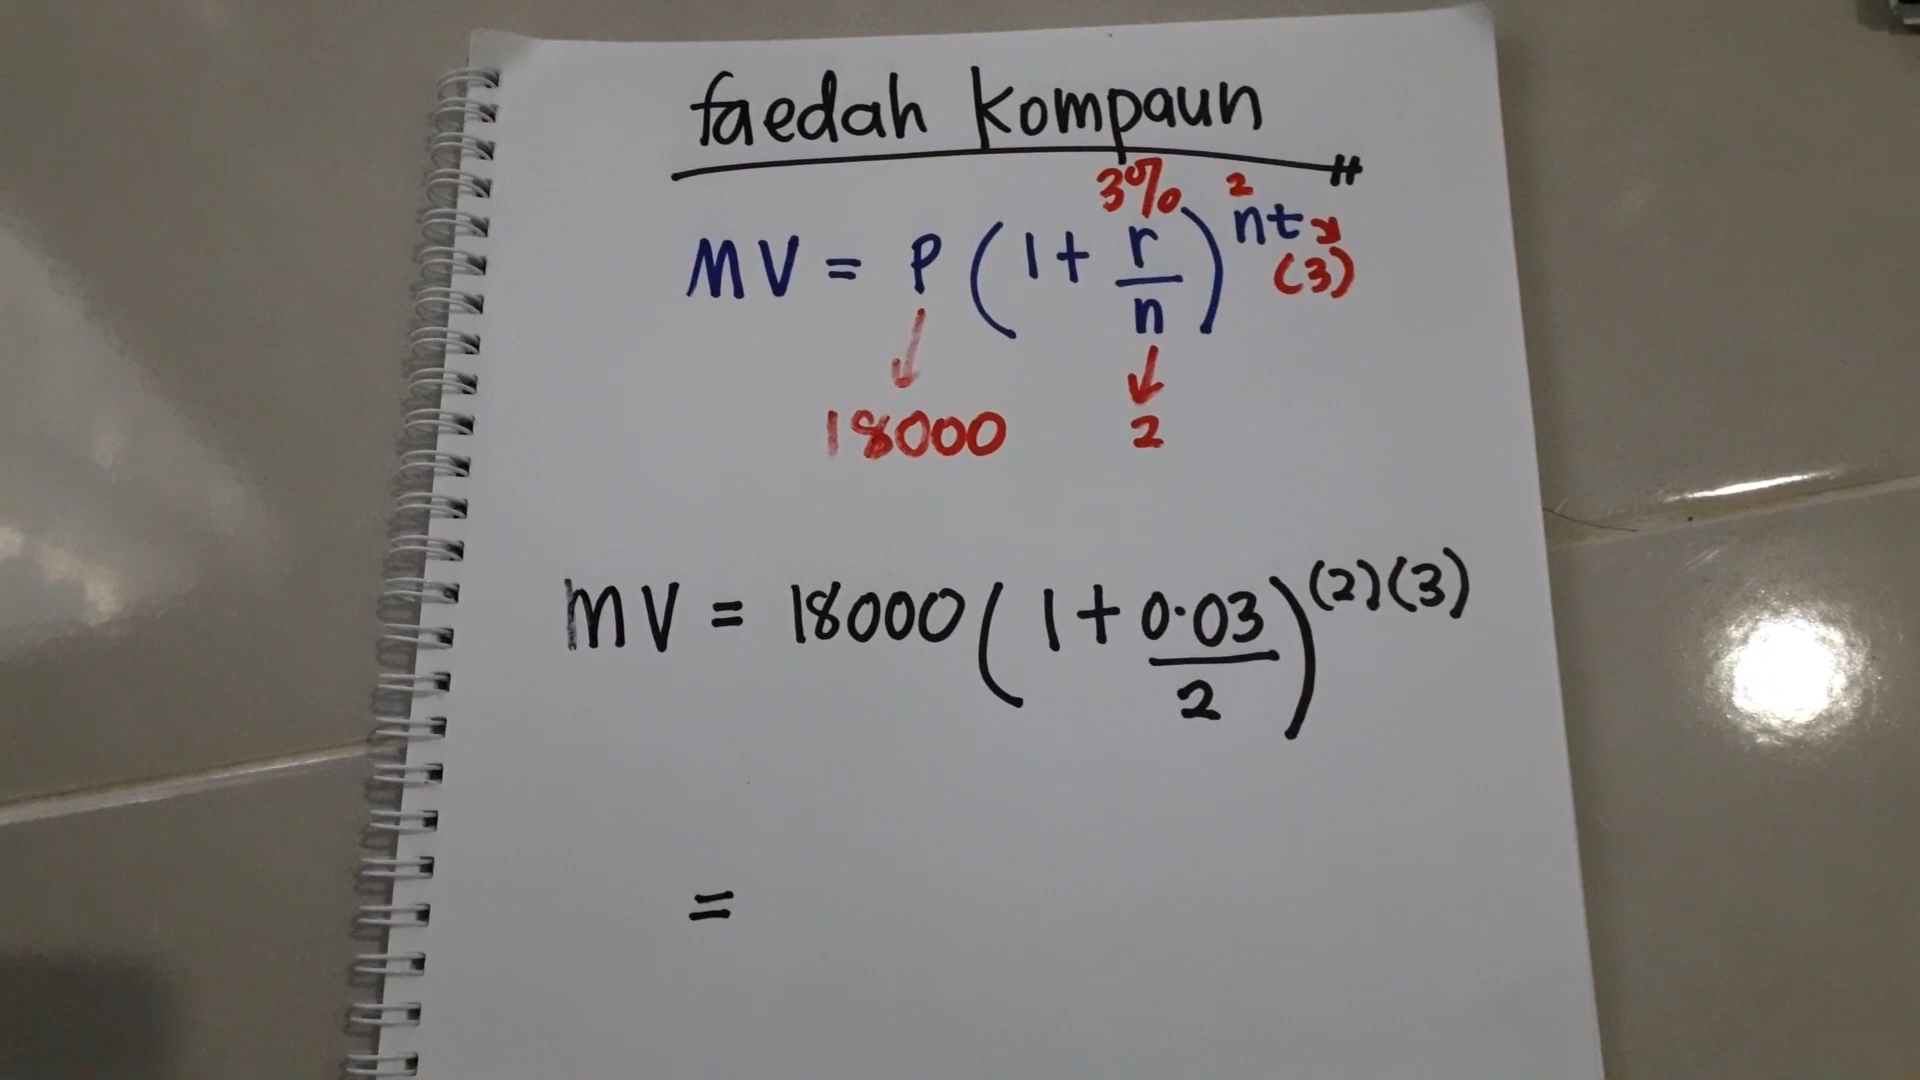 faedah kompaun
3% 2
MV = P ( 1 + r/n ) nt
(3)
18000 2
MV = 18000 ( 1 + 0.03/2 ) (2)(3)
=